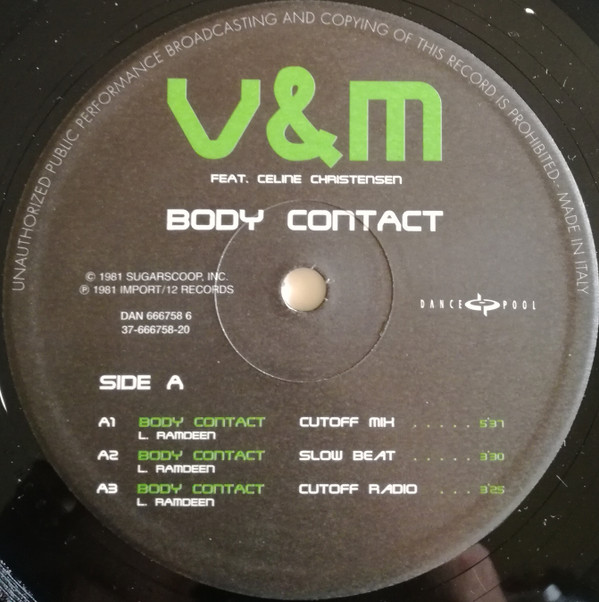 UNAUTHORIZED PUBLIC PERFORMANCE BROADCASTING AND COPYING OF THIS RECORD IS PROHIBITED - MADE IN ITALY
V&M
FEAT. CELINE CHRISTENSEN
BODY CONTACT
© 1981 SUGARSCOOP, INC.
℗ 1981 IMPORT/12 RECORDS
DAN 666758 6
37-666758-20
DANCE POOL
SIDE A
A1 BODY CONTACT CUTOFF MIX . . . . . 5'37
L. RAMDEEN
A2 BODY CONTACT SLOW BEAT . . . . . 3'30
L. RAMDEEN
A3 BODY CONTACT CUTOFF RADIO . . . 3'25
L. RAMDEEN